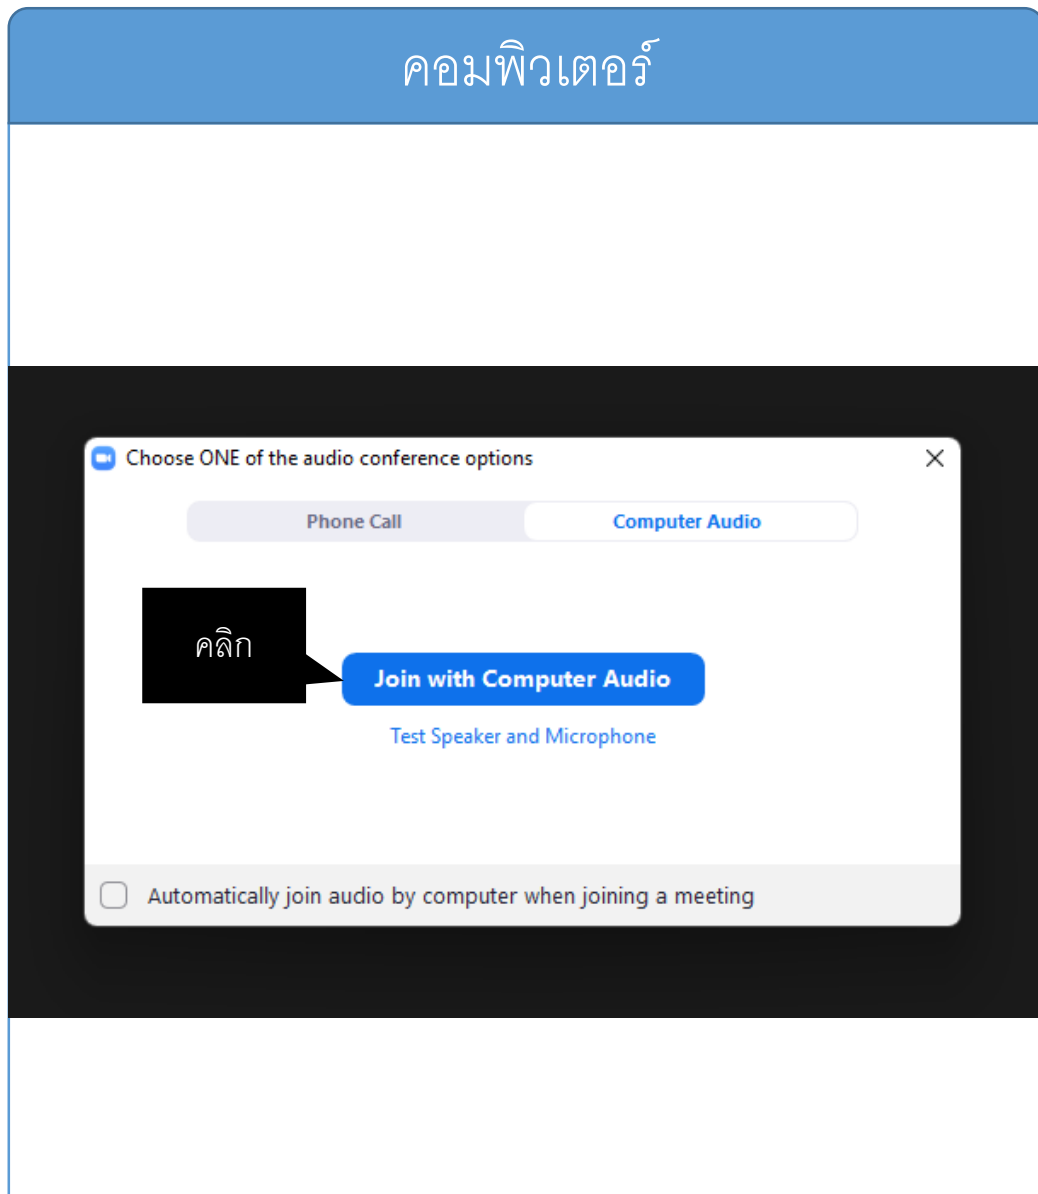 คอมพิวเตอร์
Choose ONE of the audio conference options
Phone Call
Computer Audio
คลิก
Join with Computer Audio
Test Speaker and Microphone
Automatically join audio by computer when joining a meeting